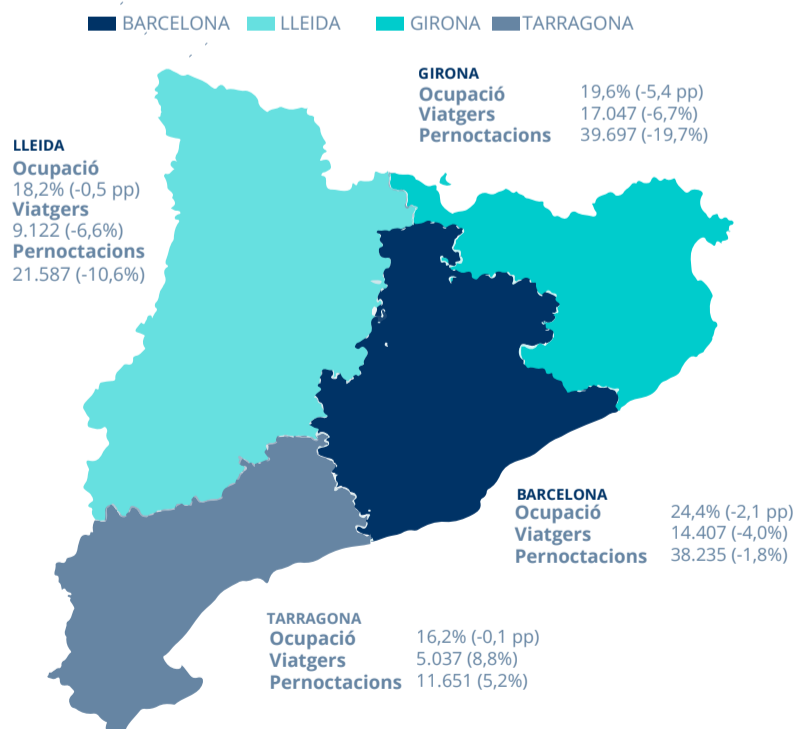 BARCELONA LLEIDA GIRONA TARRAGONA
GIRONA
Ocupació 19,6% (-5,4 pp)
Viatgers 17.047 (-6,7%)
Pernoctacions 39.697 (-19,7%)
LLEIDA
Ocupació
18,2% (-0,5 pp)
Viatgers
9.122 (-6,6%)
Pernoctacions
21.587 (-10,6%)
BARCELONA
Ocupació 24,4% (-2,1 pp)
Viatgers 14.407 (-4,0%)
Pernoctacions 38.235 (-1,8%)
TARRAGONA
Ocupació 16,2% (-0,1 pp)
Viatgers 5.037 (8,8%)
Pernoctacions 11.651 (5,2%)